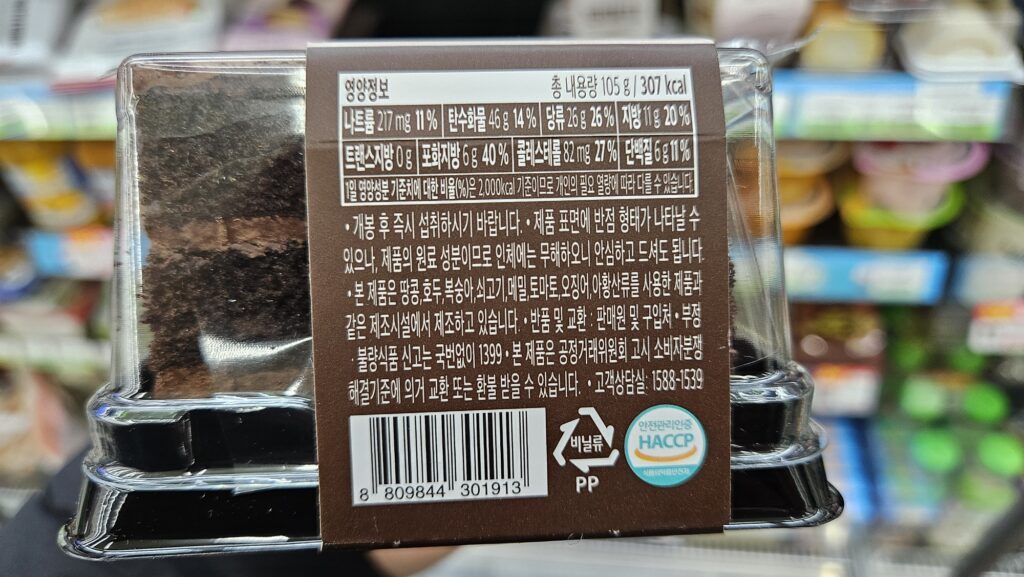 영양정보 총 내용량 105 g / 307 kcal
나트륨 217 mg 11 % 탄수화물 46 g 14 % 당류 26 g 26 % 지방 11 g 20 %
트랜스지방 0 g 포화지방 6 g 40 % 콜레스테롤 82 mg 27 % 단백질 6 g 11 %
1일 영양성분 기준치에 대한 비율(%)은 2,000kcal 기준이므로 개인의 필요 열량에 따라 다를 수 있습니다
• 개봉 후 즉시 섭취하시기 바랍니다. • 제품 표면에 반점 형태가 나타날 수
있으나, 제품의 원료 성분이므로 인체에는 무해하오니 안심하고 드셔도 됩니다.
• 본 제품은 땅콩,호두,복숭아,쇠고기,메밀,토마토,오징어,아황산류를 사용한 제품과
같은 제조시설에서 제조하고 있습니다. • 반품 및 교환 : 판매원 및 구입처 • 부정·
불량식품 신고는 국번없이 1399 • 본 제품은 공정거래위원회 고시 소비자분쟁
해결기준에 의거 교환 또는 환불 받을 수 있습니다. • 고객상담실: 1588-1539
8 809844 301913
비닐류
PP
안전관리인증
HACCP
식품의약품안전처